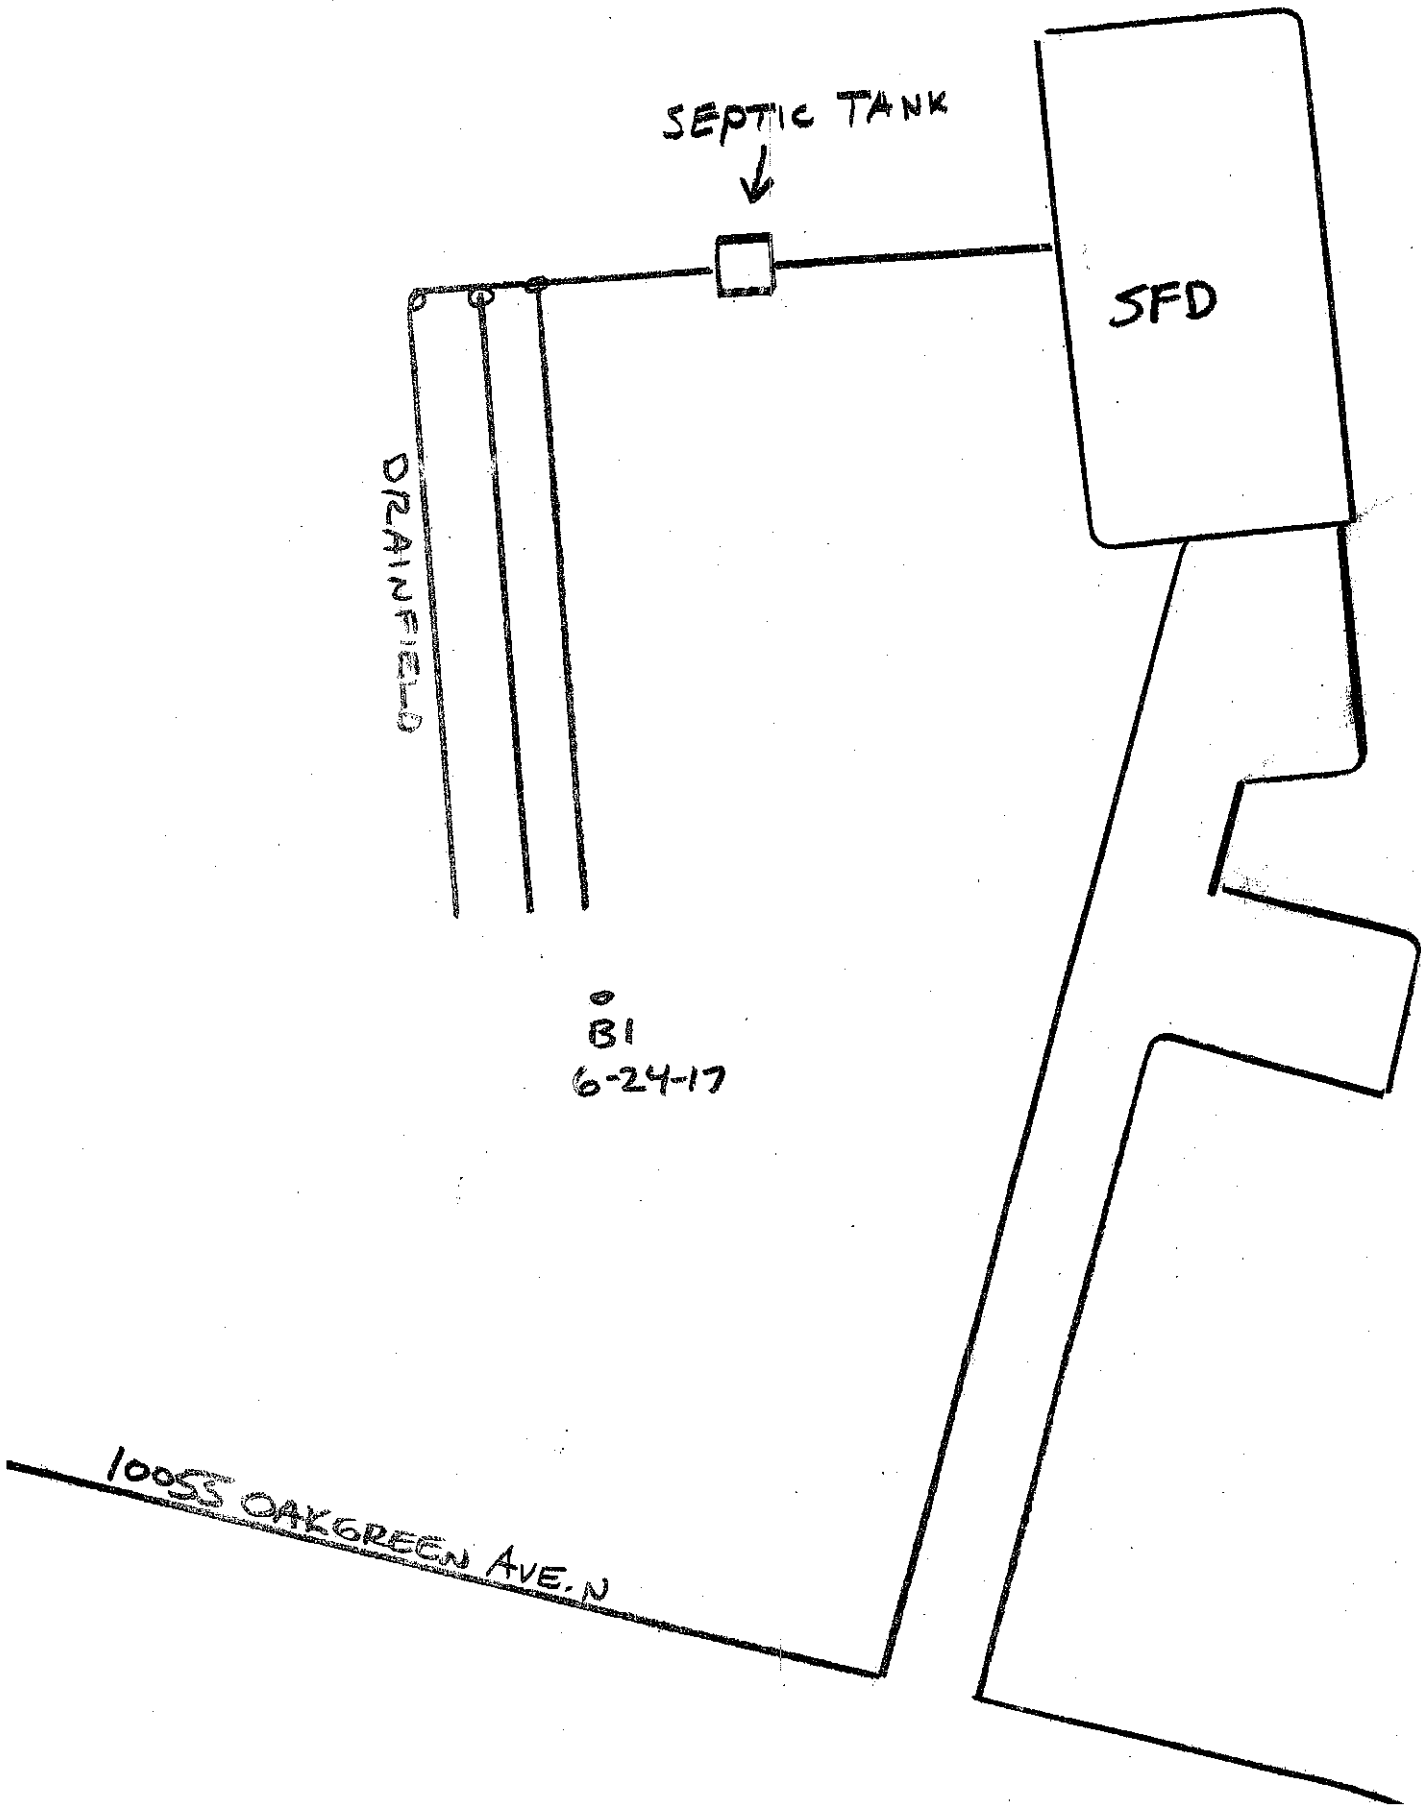 SEPTIC TANK
SFD
DRAINFIELD
B1
6-24-17
10055 OAKGREEN AVE. N